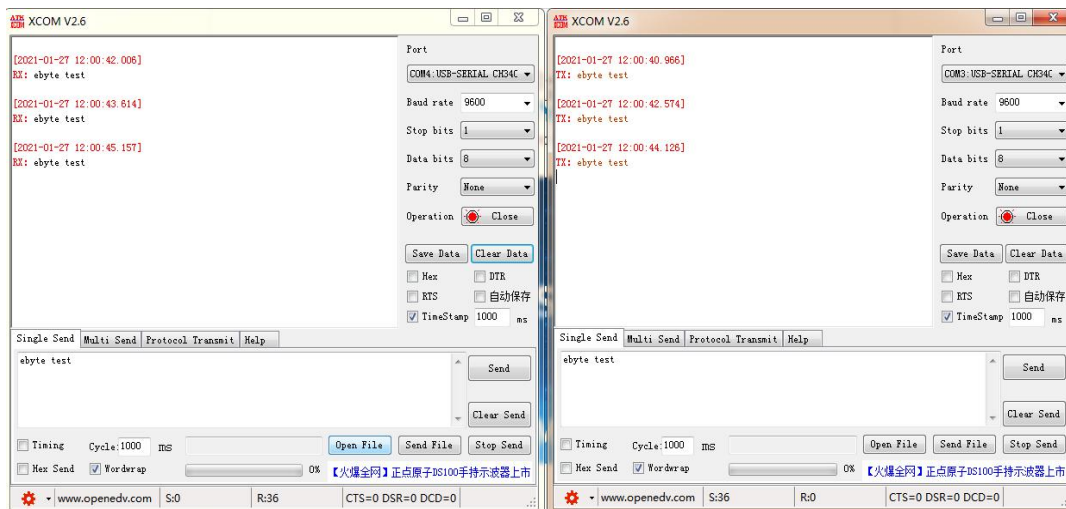 XCOM V2.6
[2021-01-27 12:00:42.006]
RX: ebyte test
[2021-01-27 12:00:43.614]
RX: ebyte test
[2021-01-27 12:00:45.157]
RX: ebyte test
Port
COM4:USB-SERIAL CH34C
Baud rate 9600
Stop bits 1
Data bits 8
Parity None
Operation Close
Save Data Clear Data
Hex DTR
RTS 自动保存
TimeStamp 1000 ms
Single Send Multi Send Protocol Transmit Help
ebyte test
Send
Clear Send
Timing Cycle: 1000 ms Open File Send File Stop Send
Hex Send Wordwrap 0% 【火爆全网】正点原子DS100手持示波器上市
www.openedv.com S:0 R:36 CTS=0 DSR=0 DCD=0
XCOM V2.6
[2021-01-27 12:00:40.966]
TX: ebyte test
[2021-01-27 12:00:42.574]
TX: ebyte test
[2021-01-27 12:00:44.126]
TX: ebyte test
Port
COM3:USB-SERIAL CH34C
Baud rate 9600
Stop bits 1
Data bits 8
Parity None
Operation Close
Save Data Clear Data
Hex DTR
RTS 自动保存
TimeStamp 1000 ms
Single Send Multi Send Protocol Transmit Help
ebyte test
Send
Clear Send
Timing Cycle: 1000 ms Open File Send File Stop Send
Hex Send Wordwrap 0% 【火爆全网】正点原子DS100手持示波器上市
www.openedv.com S:36 R:0 CTS=0 DSR=0 DCD=0